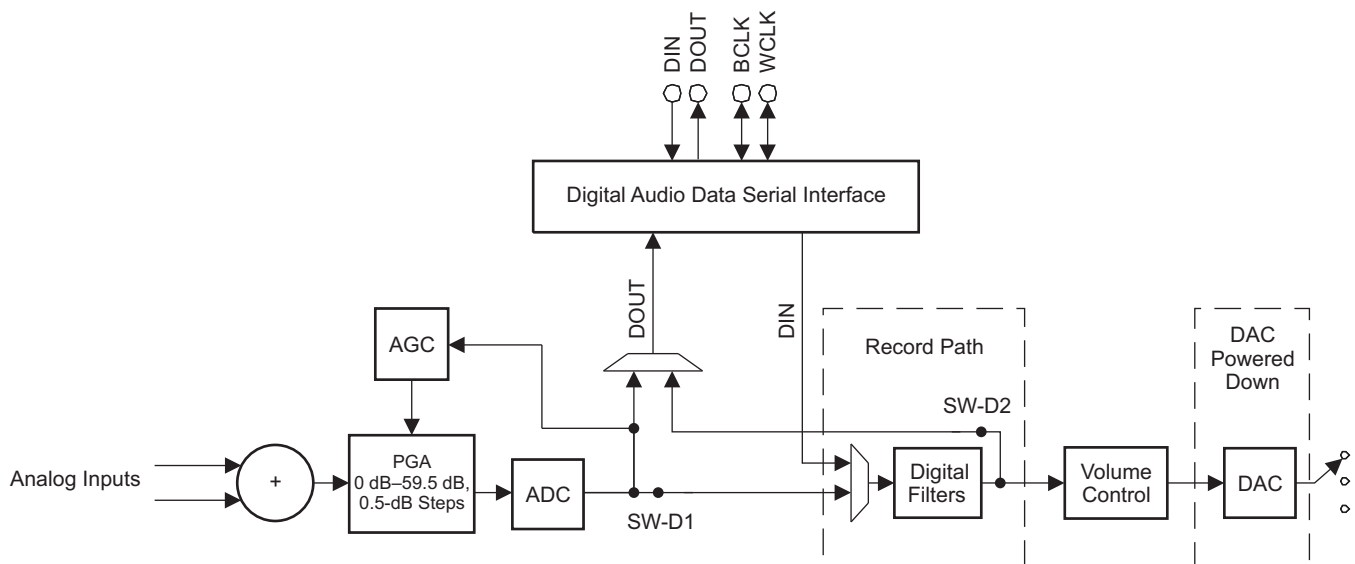 DIN
DOUT
BCLK
WCLK
Digital Audio Data Serial Interface
DOUT
DIN
Record Path
DAC
Powered
Down
AGC
SW-D2
Analog Inputs
+
PGA
0 dB–59.5 dB,
0.5-dB Steps
ADC
SW-D1
Digital
Filters
Volume
Control
DAC